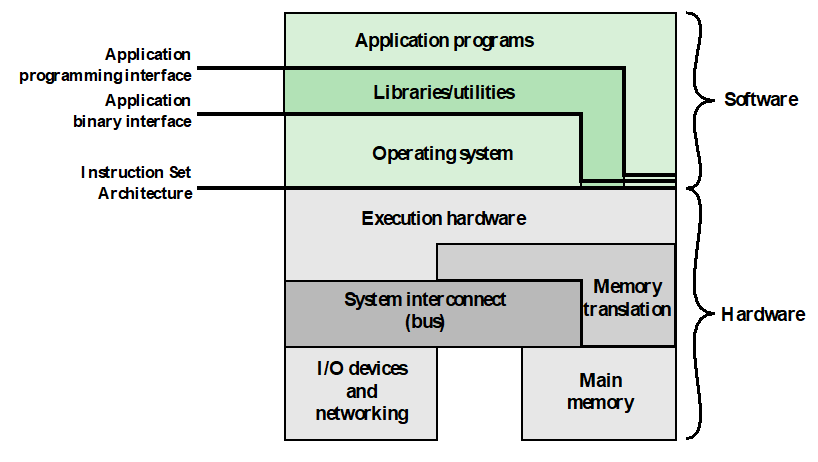 Application programs
Application
programming interface
Libraries/utilities
Software
Application
binary interface
Operating system
Instruction Set
Architecture
Execution hardware
Memory
translation
System interconnect
(bus)
Hardware
I/O devices
and
networking
Main
memory